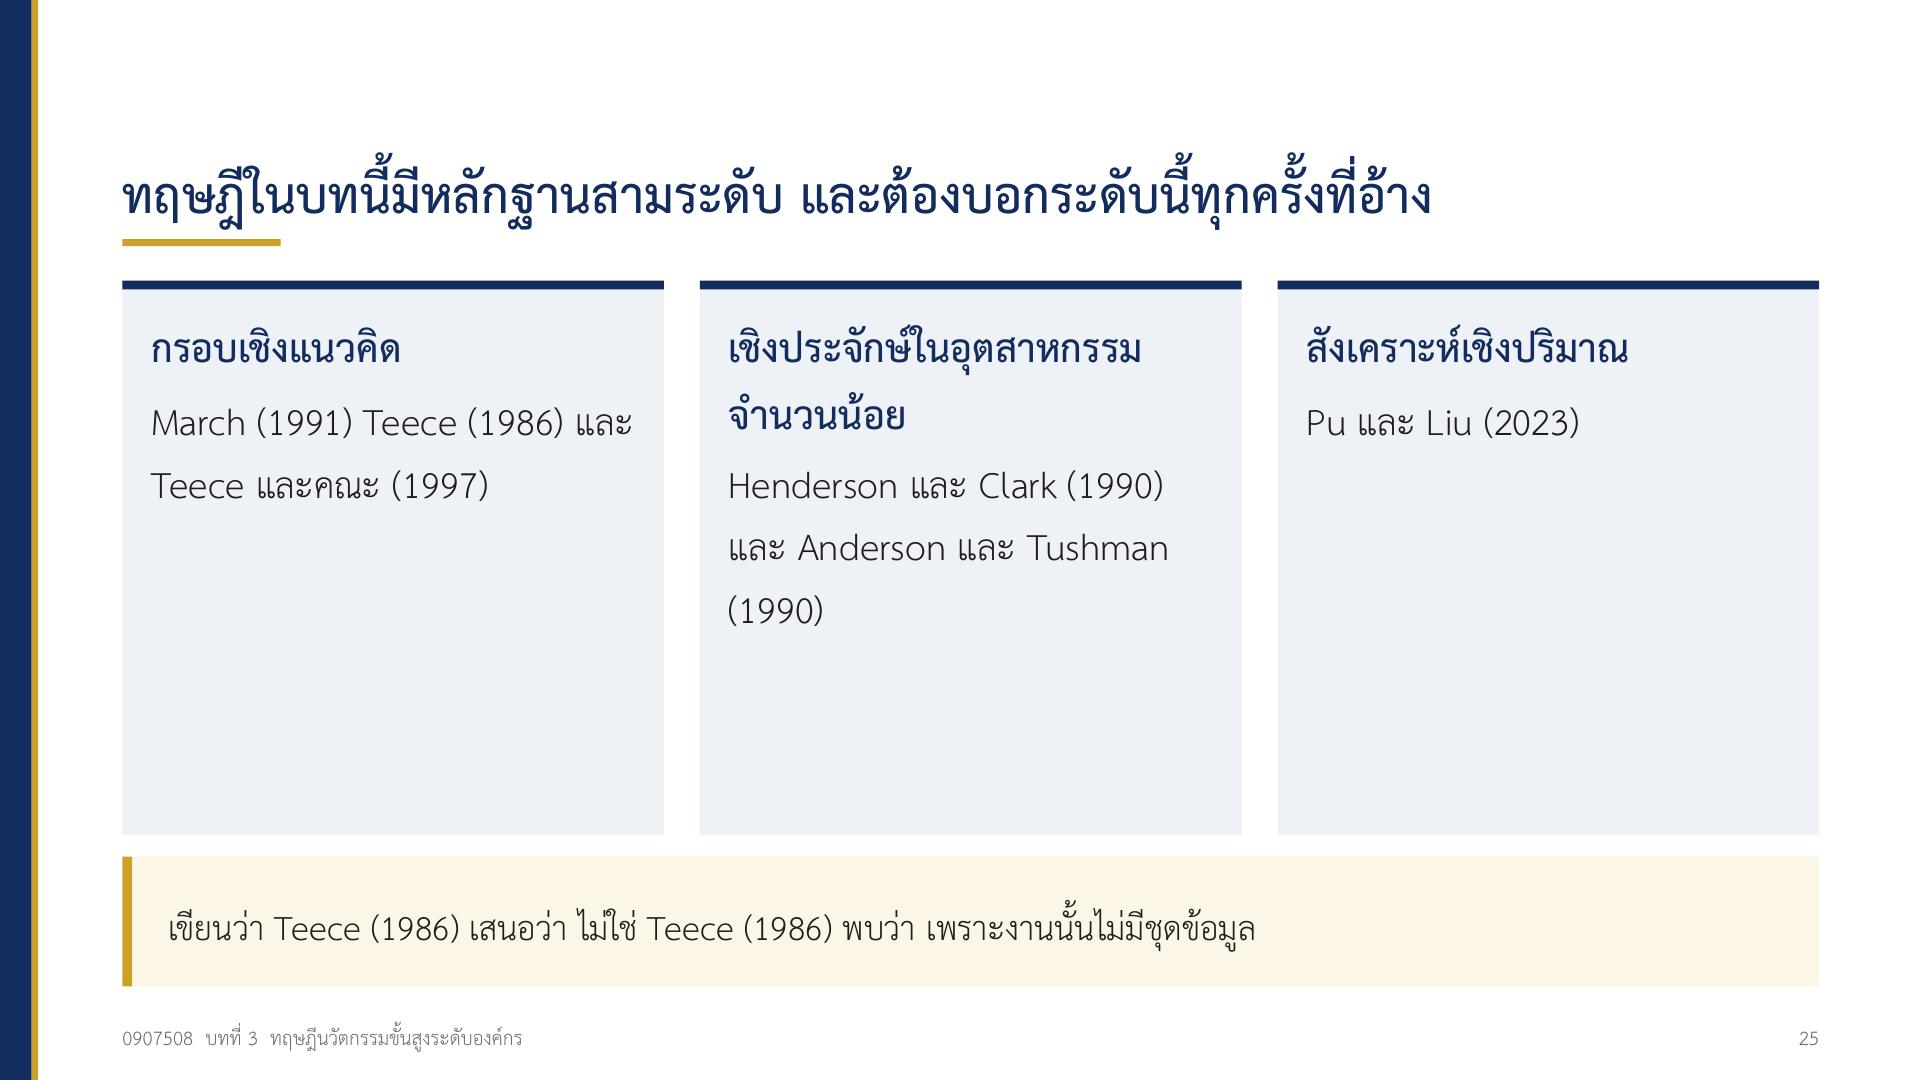 ทฤษฎีในบทนี้มีหลักฐานสามระดับ และต้องบอกระดับนี้ทุกครั้งที่อ้าง
กรอบเชิงแนวคิด
March (1991) Teece (1986) และ
Teece และคณะ (1997)
เชิงประจักษ์ในอุตสาหกรรม
จำนวนน้อย
Henderson และ Clark (1990)
และ Anderson และ Tushman
(1990)
สังเคราะห์เชิงปริมาณ
Pu และ Liu (2023)
เขียนว่า Teece (1986) เสนอว่า ไม่ใช่ Teece (1986) พบว่า เพราะงานนั้นไม่มีชุดข้อมูล
0907508 บทที่ 3 ทฤษฎีนวัตกรรมขั้นสูงระดับองค์กร
25